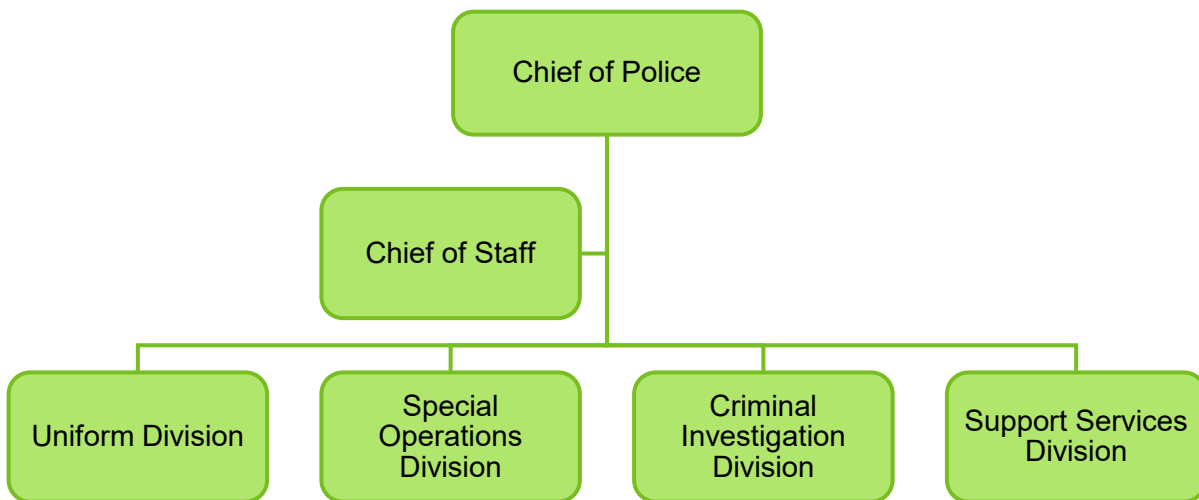 Chief of Police
Chief of Staff
Uniform Division
Special
Operations
Division
Criminal
Investigation
Division
Support Services
Division